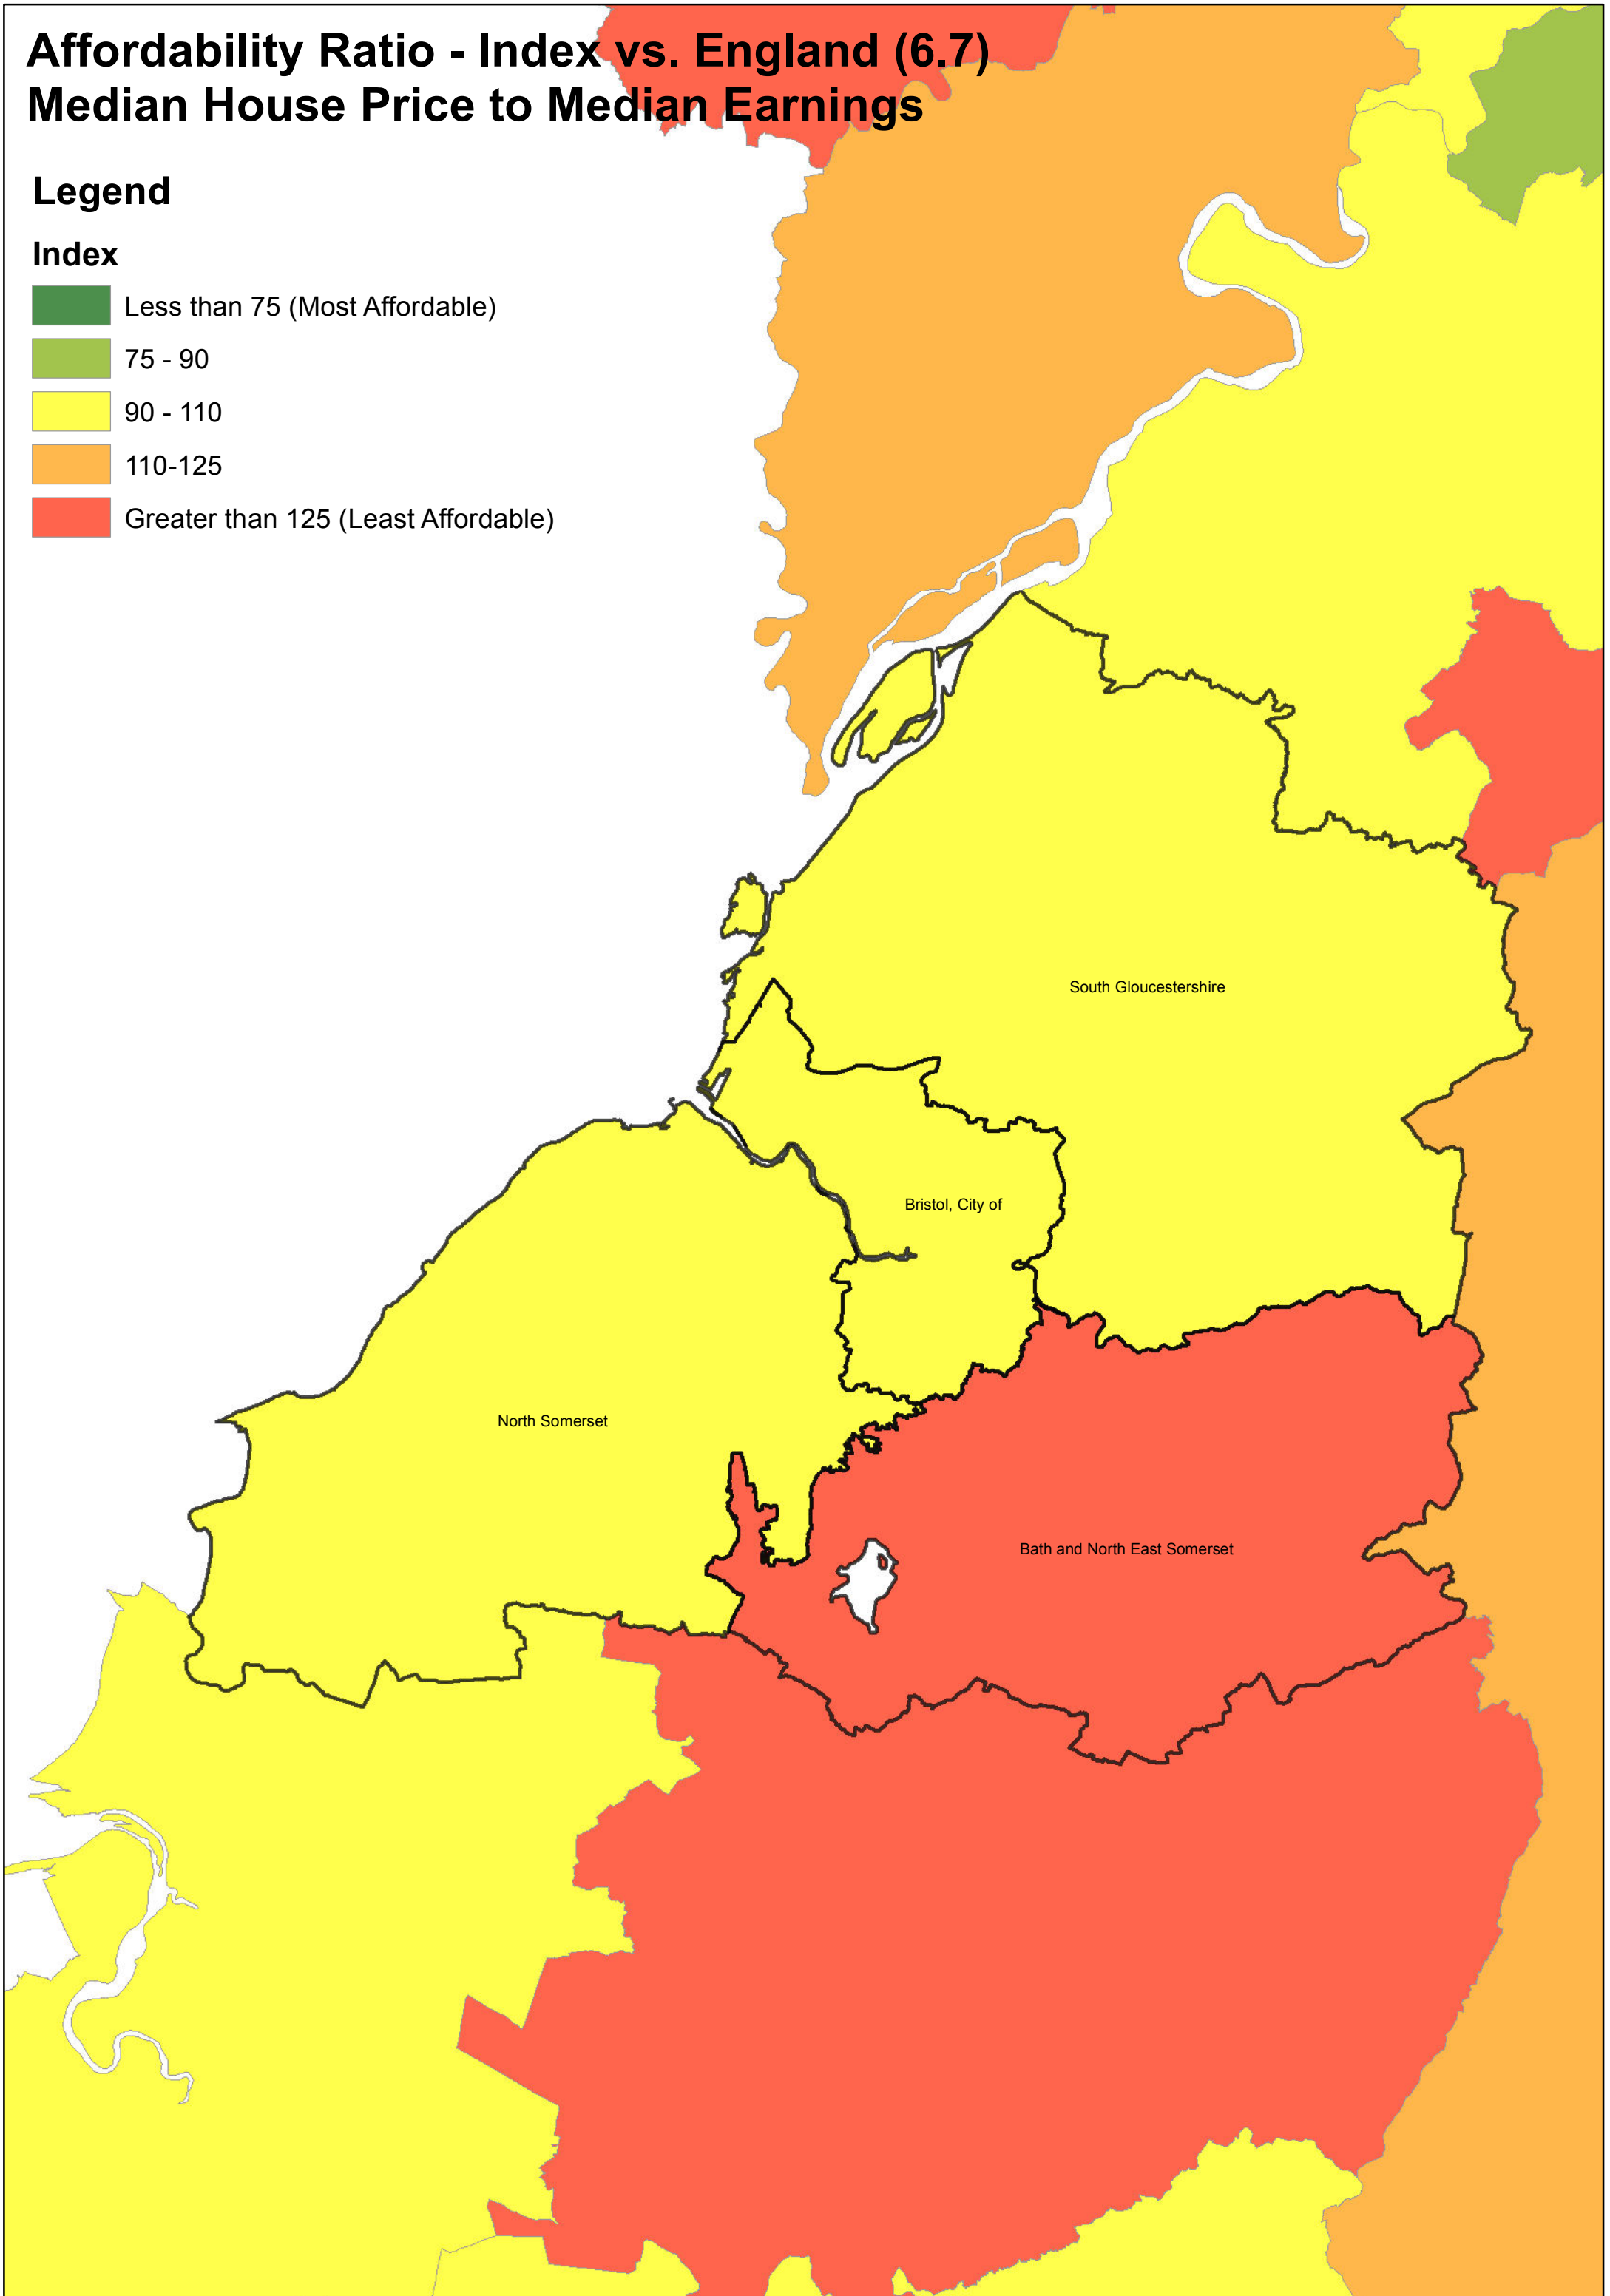 Affordability Ratio - Index vs. England (6.7)
Median House Price to Median Earnings
Legend
Index
Less than 75 (Most Affordable)
75 - 90
90 - 110
110-125
Greater than 125 (Least Affordable)
South Gloucestershire
Bristol, City of
North Somerset
Bath and North East Somerset